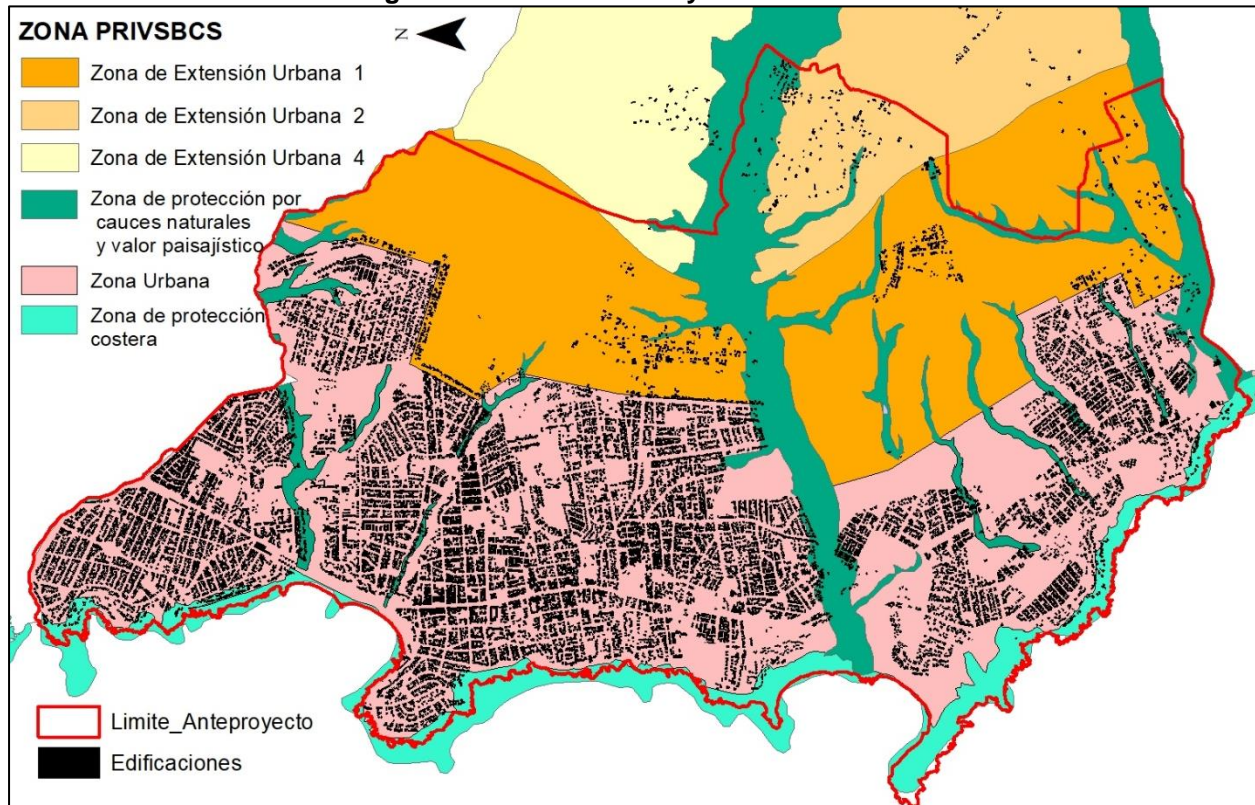 ZONA PRIVSBCS
N
Zona de Extensión Urbana 1
Zona de Extensión Urbana 2
Zona de Extensión Urbana 4
Zona de protección por
cauces naturales
y valor paisajístico
Zona Urbana
Zona de protección
costera
Limite_Anteproyecto
Edificaciones